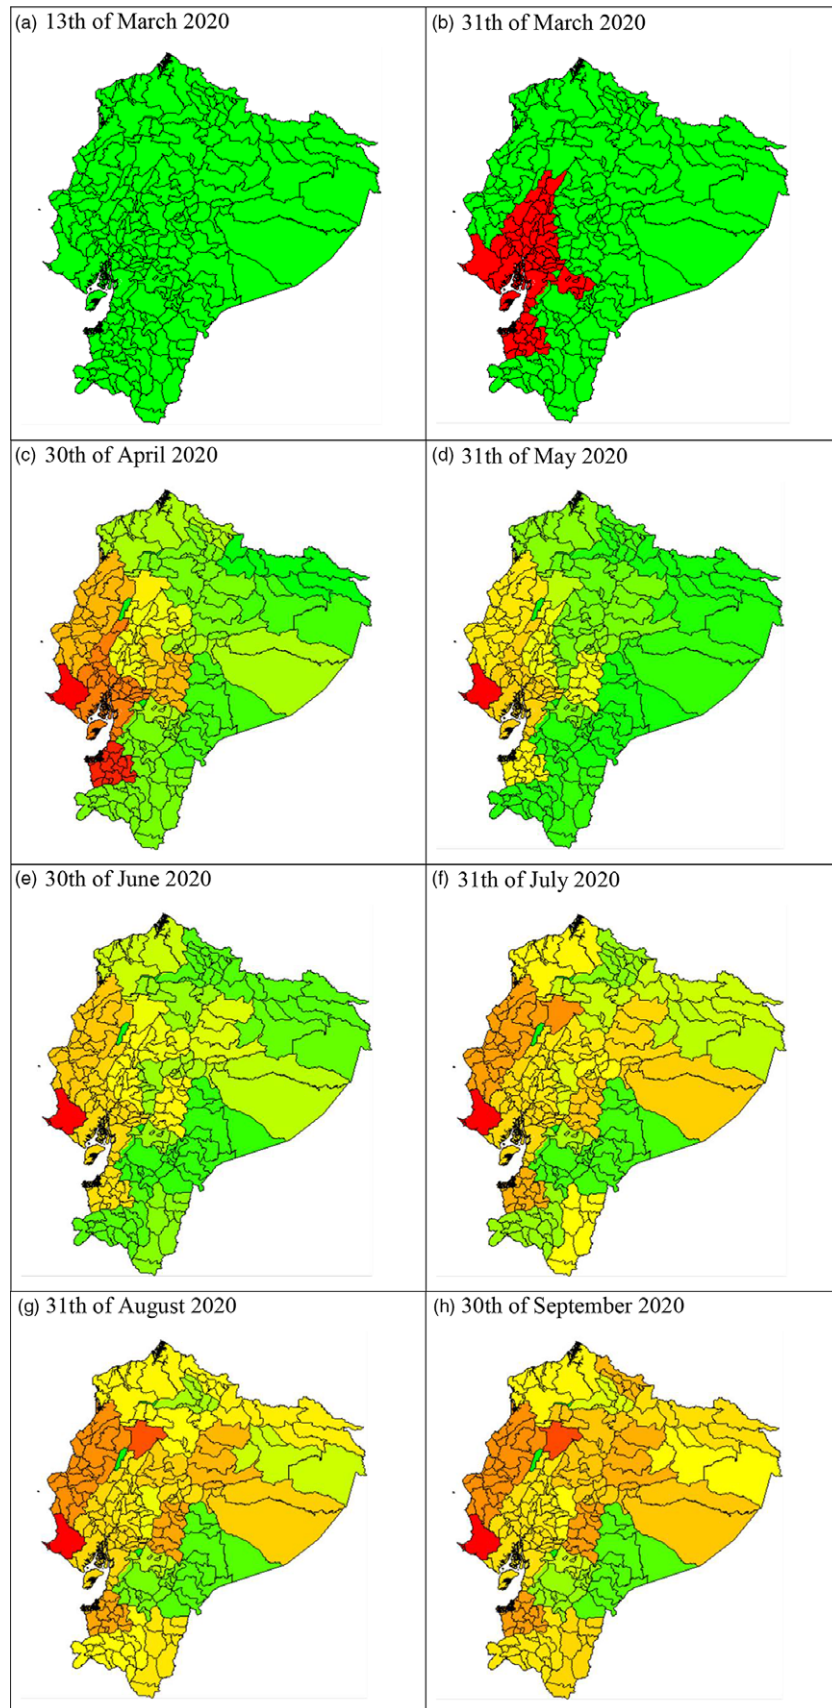 (a) 13th of March 2020
(b) 31th of March 2020
(c) 30th of April 2020
(d) 31th of May 2020
(e) 30th of June 2020
(f) 31th of July 2020
(g) 31th of August 2020
(h) 30th of September 2020